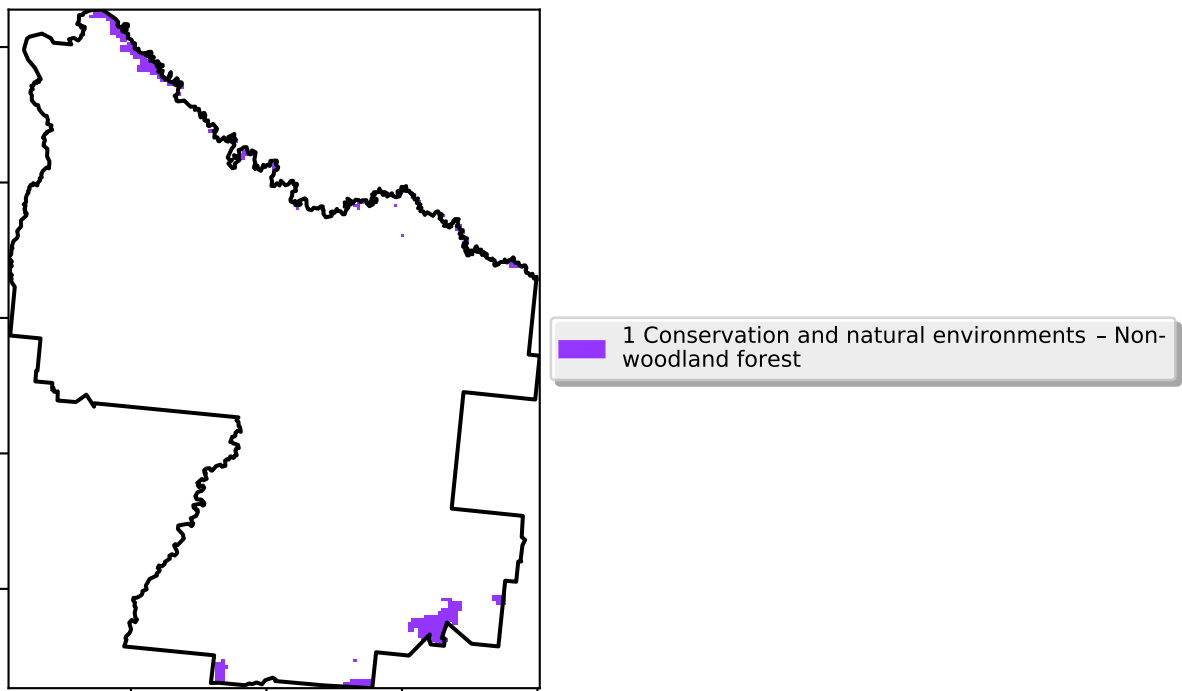 1 Conservation and natural environments – Non-
woodland forest